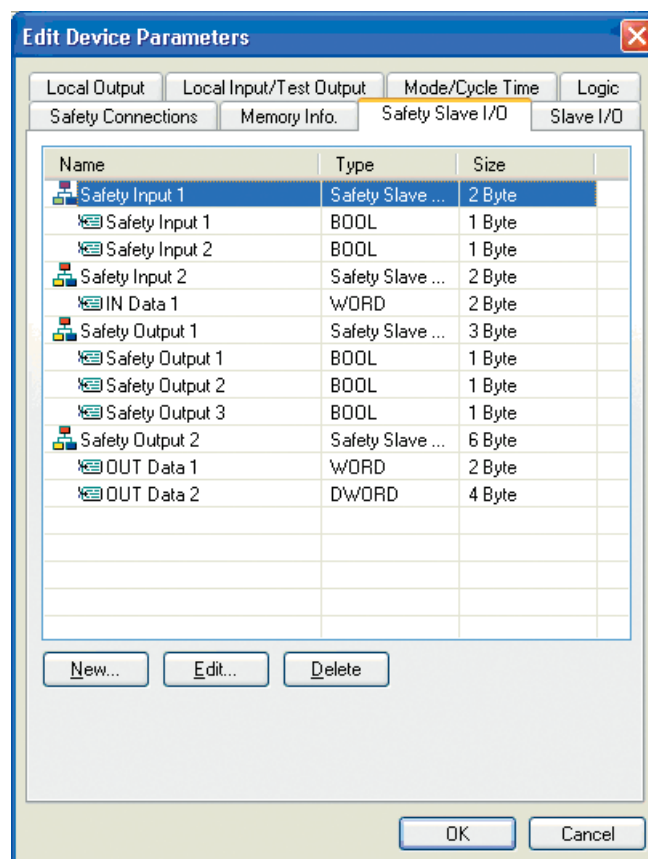 Edit Device Parameters
Local Output Local Input/Test Output Mode/Cycle Time Logic
Safety Connections Memory Info. Safety Slave I/O Slave I/O
Name Type Size
Safety Input 1 Safety Slave ... 2 Byte
Safety Input 1 BOOL 1 Byte
Safety Input 2 BOOL 1 Byte
Safety Input 2 Safety Slave ... 2 Byte
IN Data 1 WORD 2 Byte
Safety Output 1 Safety Slave ... 3 Byte
Safety Output 1 BOOL 1 Byte
Safety Output 2 BOOL 1 Byte
Safety Output 3 BOOL 1 Byte
Safety Output 2 Safety Slave ... 6 Byte
OUT Data 1 WORD 2 Byte
OUT Data 2 DWORD 4 Byte
New... Edit... Delete
OK Cancel